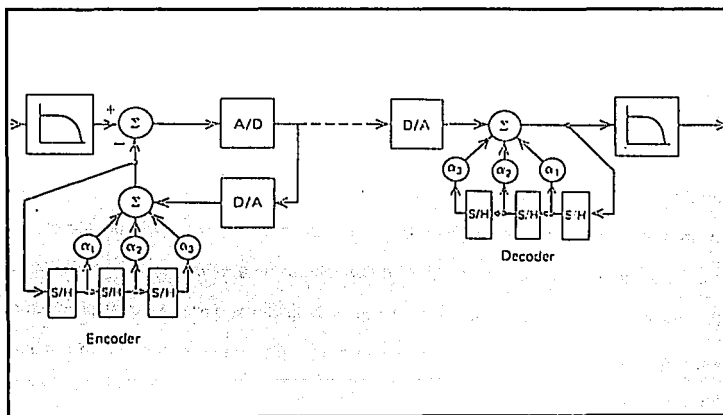 +
Σ
−
A/D
D/A
Σ
D/A
Σ
α₁
α₂
α₃
S/H
S/H
S/H
Encoder
α₃
α₂
α₁
S/H
S/H
S/H
Decoder